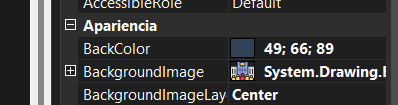 AccessibleRole Default
Apariencia
BackColor 49; 66; 89
BackgroundImage System.Drawing.
BackgroundImageLay Center